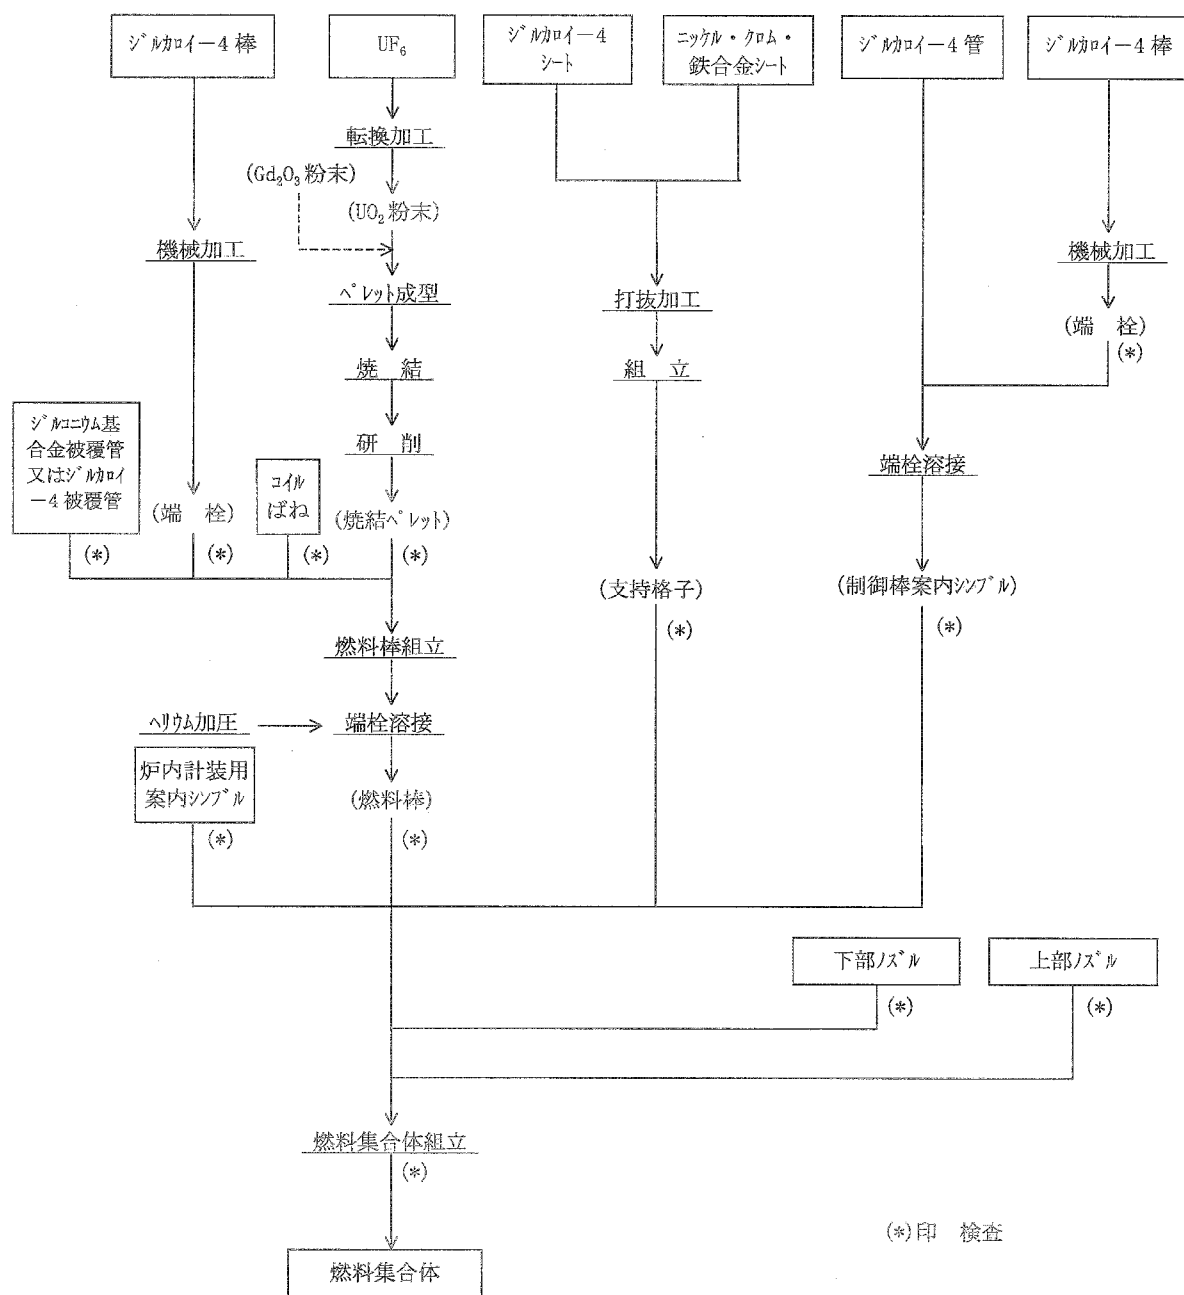 ジルカロイ-4棒
UF₆
ジルカロイ-4
シート
ニッケル・クロム・
鉄合金シート
ジルカロイ-4管
ジルカロイ-4棒
転換加工
(Gd₂O₃粉末)
(UO₂粉末)
機械加工
機械加工
ペレット成型
打抜加工
(端 栓)
(*)
焼 結
組 立
ジルコニウム基
合金被覆管
又はジルカロイ
-4被覆管
研 削
コイル
ばね
端栓溶接
(端 栓)
(焼結ペレット)
(*)
(*)
(*)
(*)
(支持格子)
(*)
(制御棒案内シンブル)
(*)
燃料棒組立
ヘリウム加圧
端栓溶接
炉内計装用
案内シンブル
(*)
(燃料棒)
(*)
下部ノズル
(*)
上部ノズル
(*)
燃料集合体組立
(*)
(*)印 検査
燃料集合体